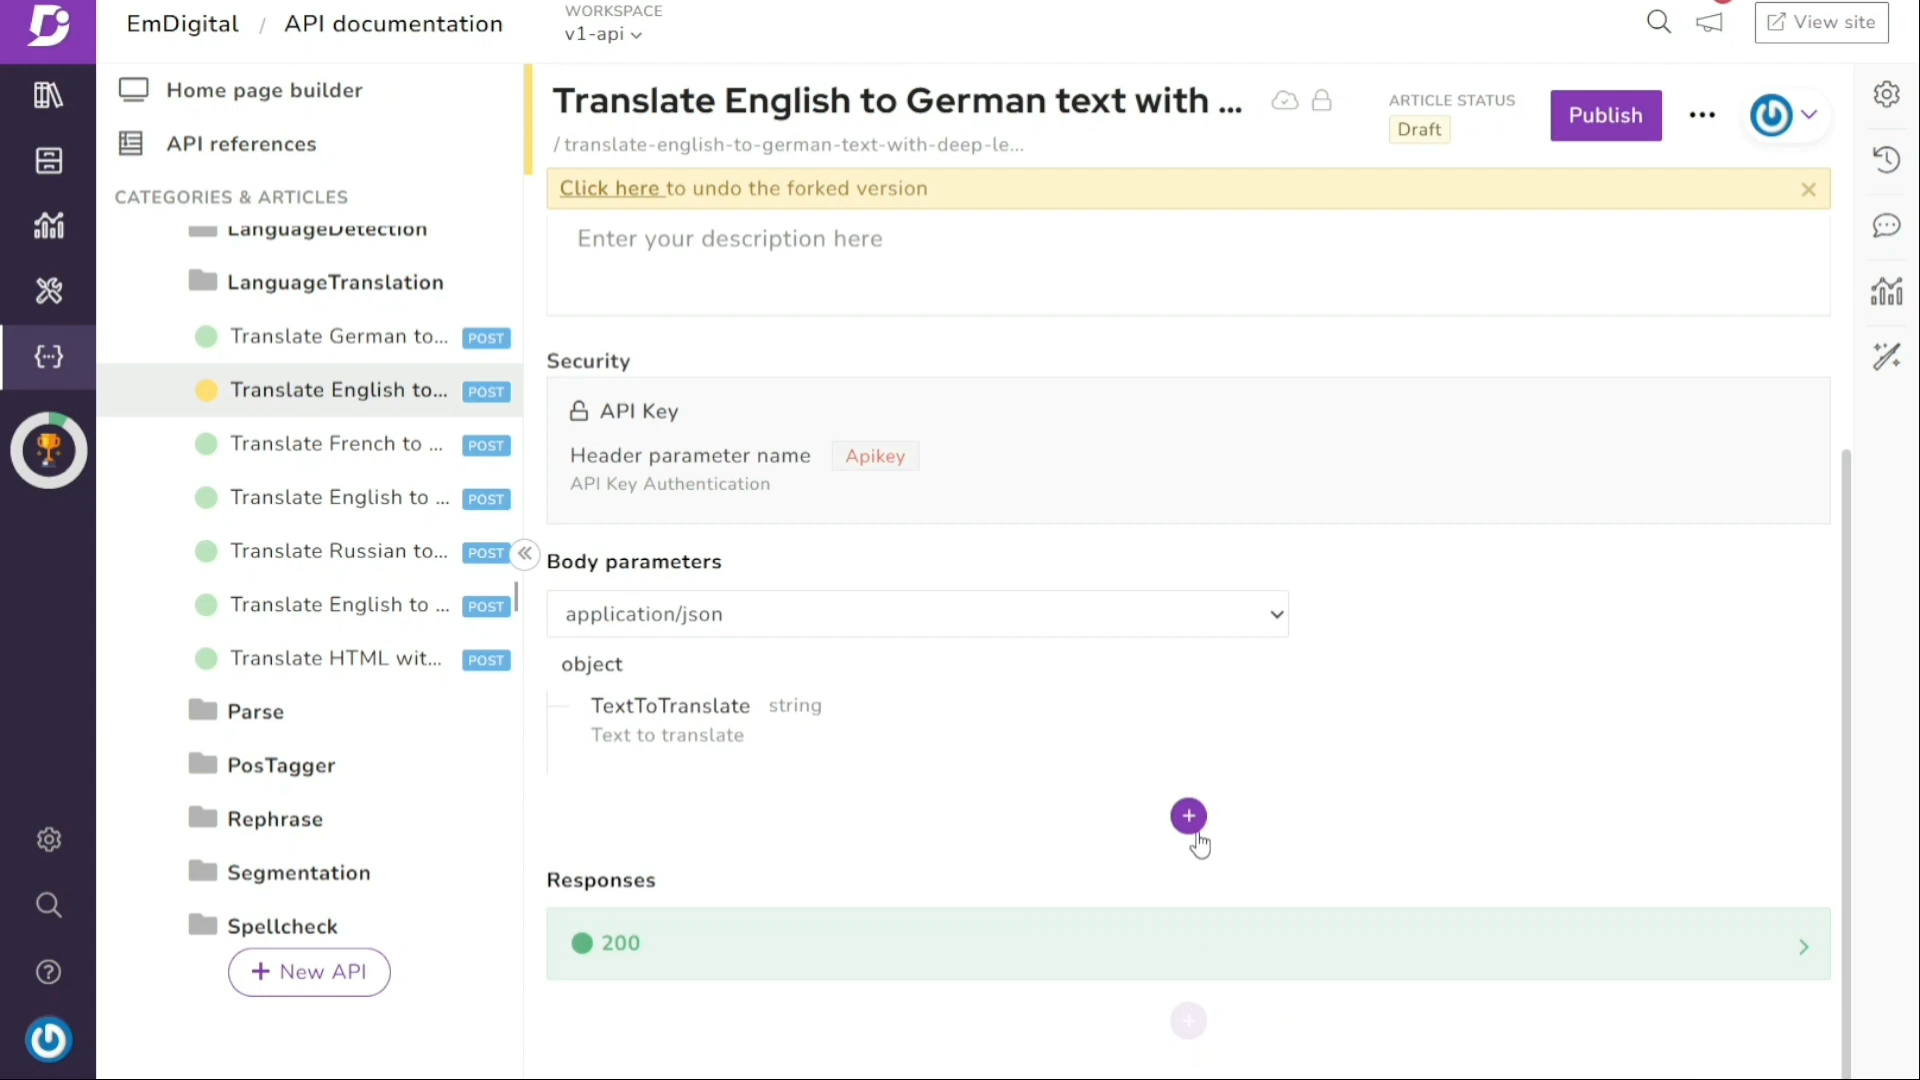 EmDigital / API documentation
WORKSPACE
v1-api
View site
Home page builder
API references
CATEGORIES & ARTICLES
LanguageDetection
LanguageTranslation
Translate German to... POST
Translate English to... POST
Translate French to ... POST
Translate English to ... POST
Translate Russian to... POST
Translate English to ... POST
Translate HTML wit... POST
Parse
PosTagger
Rephrase
Segmentation
Spellcheck
+ New API
Translate English to German text with ...
/translate-english-to-german-text-with-deep-le...
ARTICLE STATUS
Draft
Publish
Click here to undo the forked version
Enter your description here
Security
API Key
Header parameter name Apikey
API Key Authentication
Body parameters
application/json
object
TextToTranslate string
Text to translate
Responses
200